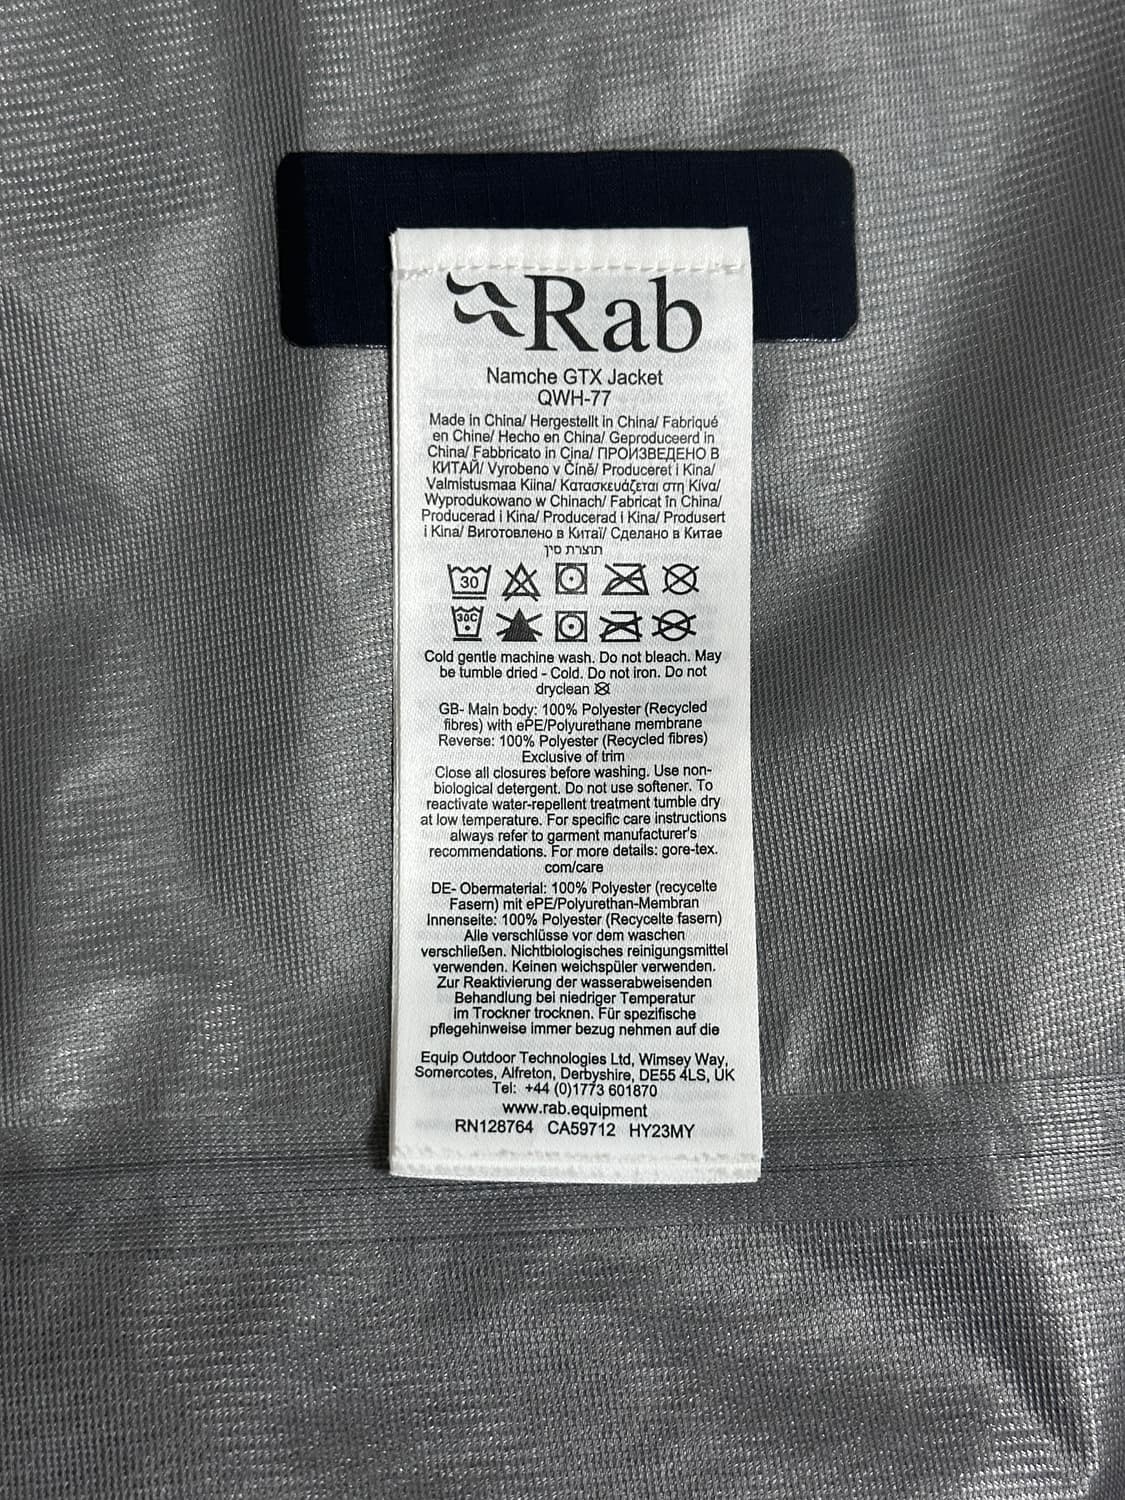 Rab
Namche GTX Jacket
QWH-77
Made in China/ Hergestellt in China/ Fabriqué
en Chine/ Hecho en China/ Geproduceerd in
China/ Fabbricato in Cina/ ПРОИЗВЕДЕНО В
КИТАЙ/ Vyrobeno v Číně/ Produceret i Kina/
Valmistusmaa Kiina/ Κατασκευάζεται στη Κίνα/
Wyprodukowano w Chinach/ Fabricat în China/
Producerad i Kina/ Producerad i Kina/ Produsert
i Kina/ Виготовлено в Китаї/ Сделано в Китае
תוצרת סין
30
30C
Cold gentle machine wash. Do not bleach. May
be tumble dried - Cold. Do not iron. Do not
dryclean
GB- Main body: 100% Polyester (Recycled
fibres) with ePE/Polyurethane membrane
Reverse: 100% Polyester (Recycled fibres)
Exclusive of trim
Close all closures before washing. Use non-
biological detergent. Do not use softener. To
reactivate water-repellent treatment tumble dry
at low temperature. For specific care instructions
always refer to garment manufacturer's
recommendations. For more details: gore-tex.
com/care
DE- Obermaterial: 100% Polyester (recycelte
Fasern) mit ePE/Polyurethan-Membran
Innenseite: 100% Polyester (Recycelte fasern)
Alle verschlüsse vor dem waschen
verschließen. Nichtbiologisches reinigungsmittel
verwenden. Keinen weichspüler verwenden.
Zur Reaktivierung der wasserabweisenden
Behandlung bei niedriger Temperatur
im Trockner trocknen. Für spezifische
pflegehinweise immer bezug nehmen auf die
Equip Outdoor Technologies Ltd, Wimsey Way,
Somercotes, Alfreton, Derbyshire, DE55 4LS, UK
Tel: +44 (0)1773 601870
www.rab.equipment
RN128764 CA59712 HY23MY